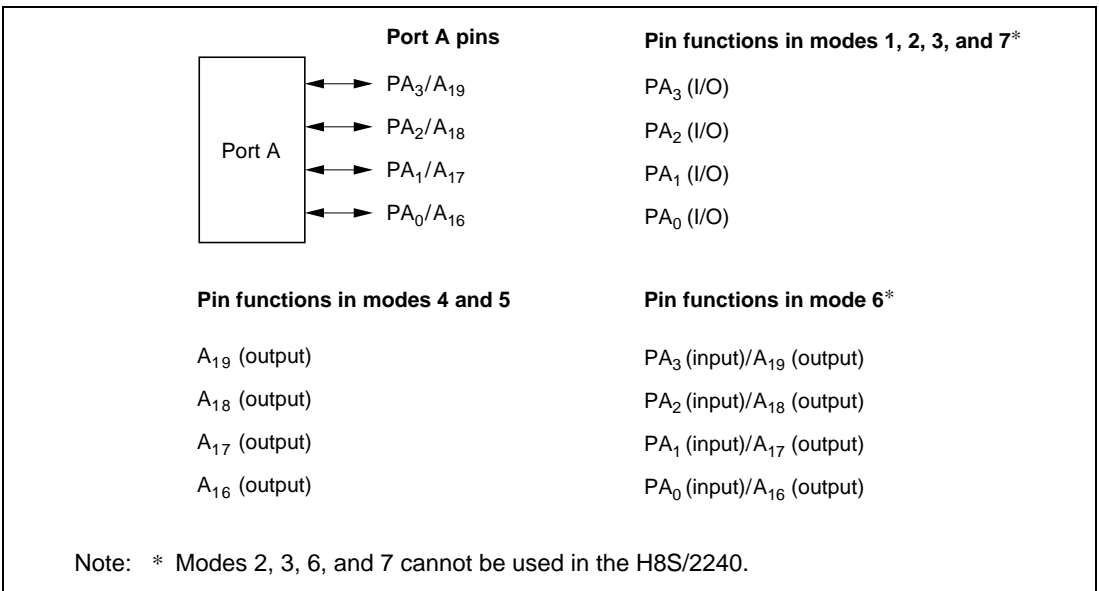 Port A pins
Pin functions in modes 1, 2, 3, and 7*
Port A
PA₃/A₁₉
PA₃ (I/O)
PA₂/A₁₈
PA₂ (I/O)
PA₁/A₁₇
PA₁ (I/O)
PA₀/A₁₆
PA₀ (I/O)
Pin functions in modes 4 and 5
A₁₉ (output)
A₁₈ (output)
A₁₇ (output)
A₁₆ (output)
Pin functions in mode 6*
PA₃ (input)/A₁₉ (output)
PA₂ (input)/A₁₈ (output)
PA₁ (input)/A₁₇ (output)
PA₀ (input)/A₁₆ (output)
Note: * Modes 2, 3, 6, and 7 cannot be used in the H8S/2240.